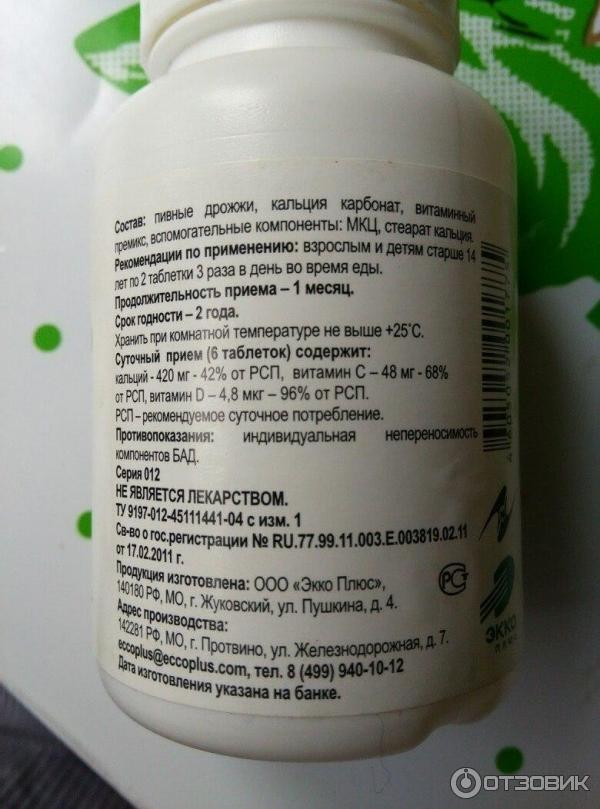 Состав: пивные дрожжи, кальция карбонат, витаминный
премикс, вспомогательные компоненты: МКЦ, стеарат кальция.
Рекомендации по применению: взрослым и детям старше 14
лет по 2 таблетки 3 раза в день во время еды.
Продолжительность приема – 1 месяц.
Срок годности – 2 года.
Хранить при комнатной температуре не выше +25°С.
Суточный прием (6 таблеток) содержит:
кальций - 420 мг - 42% от РСП, витамин С – 48 мг - 68%
от РСП, витамин D – 4,8 мкг – 96% от РСП.
РСП – рекомендуемое суточное потребление.
Противопоказания: индивидуальная непереносимость
компонентов БАД.
Серия 012
НЕ ЯВЛЯЕТСЯ ЛЕКАРСТВОМ.
ТУ 9197-012-45111441-04 с изм. 1
Св-во о гос.регистрации № RU.77.99.11.003.Е.003819.02.11
от 17.02.2011 г.
Продукция изготовлена: ООО «Экко Плюс»,
140180 РФ, МО, г. Жуковский, ул. Пушкина, д. 4.
Адрес производства:
142281 РФ, МО, г. Протвино, ул. Железнодорожная, д. 7.
eccoplus@eccoplus.com, тел. 8 (499) 940-10-12
Дата изготовления указана на банке.
РСТ
ЭККО
ПЛЮС
ОТЗОВИК